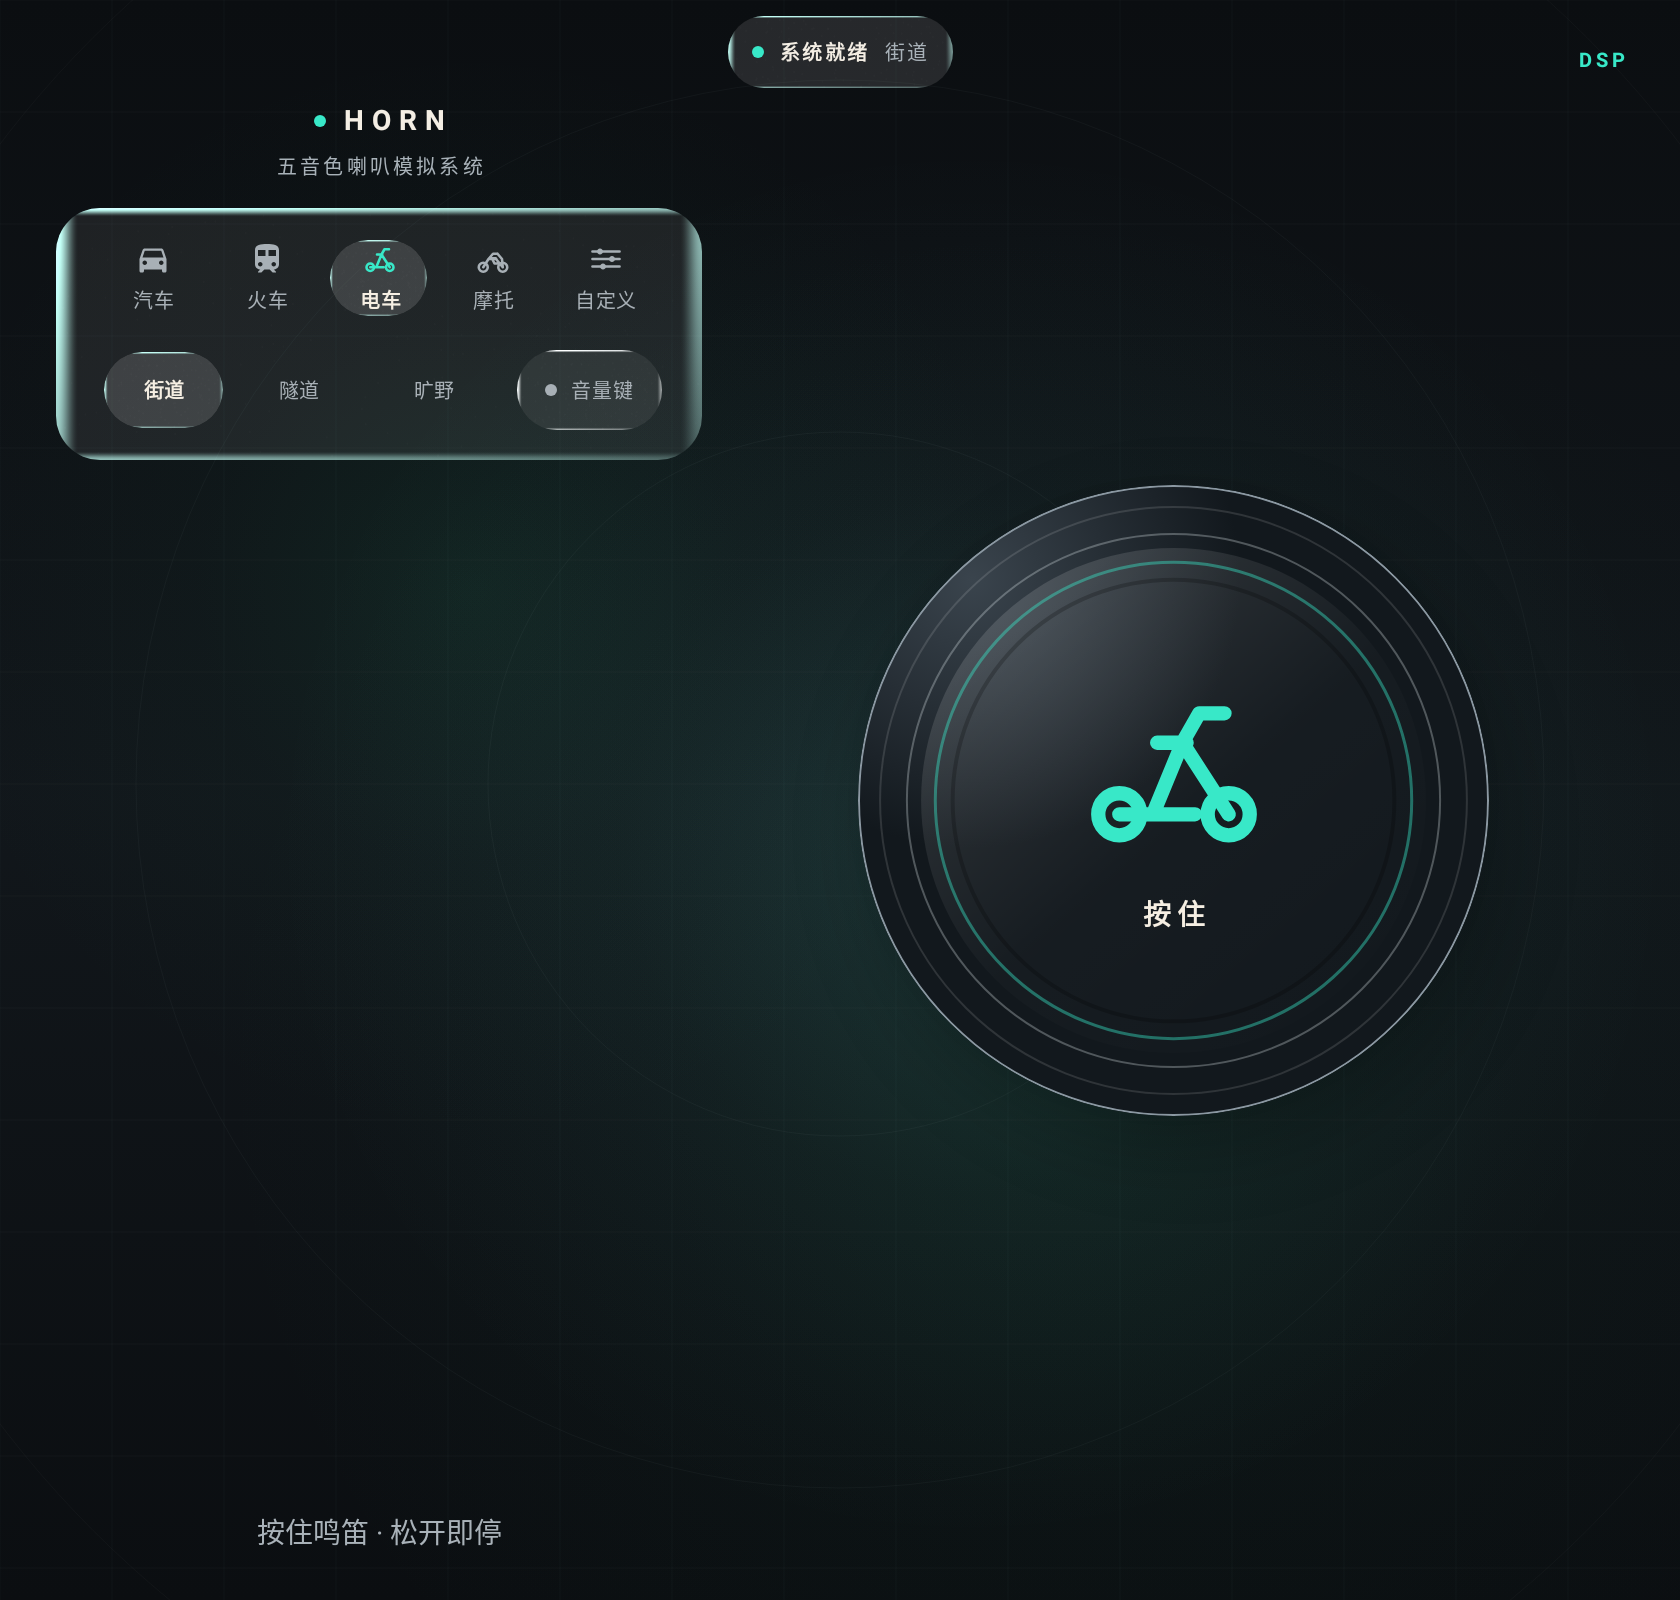 系统就绪 街道
DSP
HORN
五音色喇叭模拟系统
汽车 火车 电车 摩托 自定义
街道 隧道 旷野 音量键
按住
按住鸣笛 · 松开即停